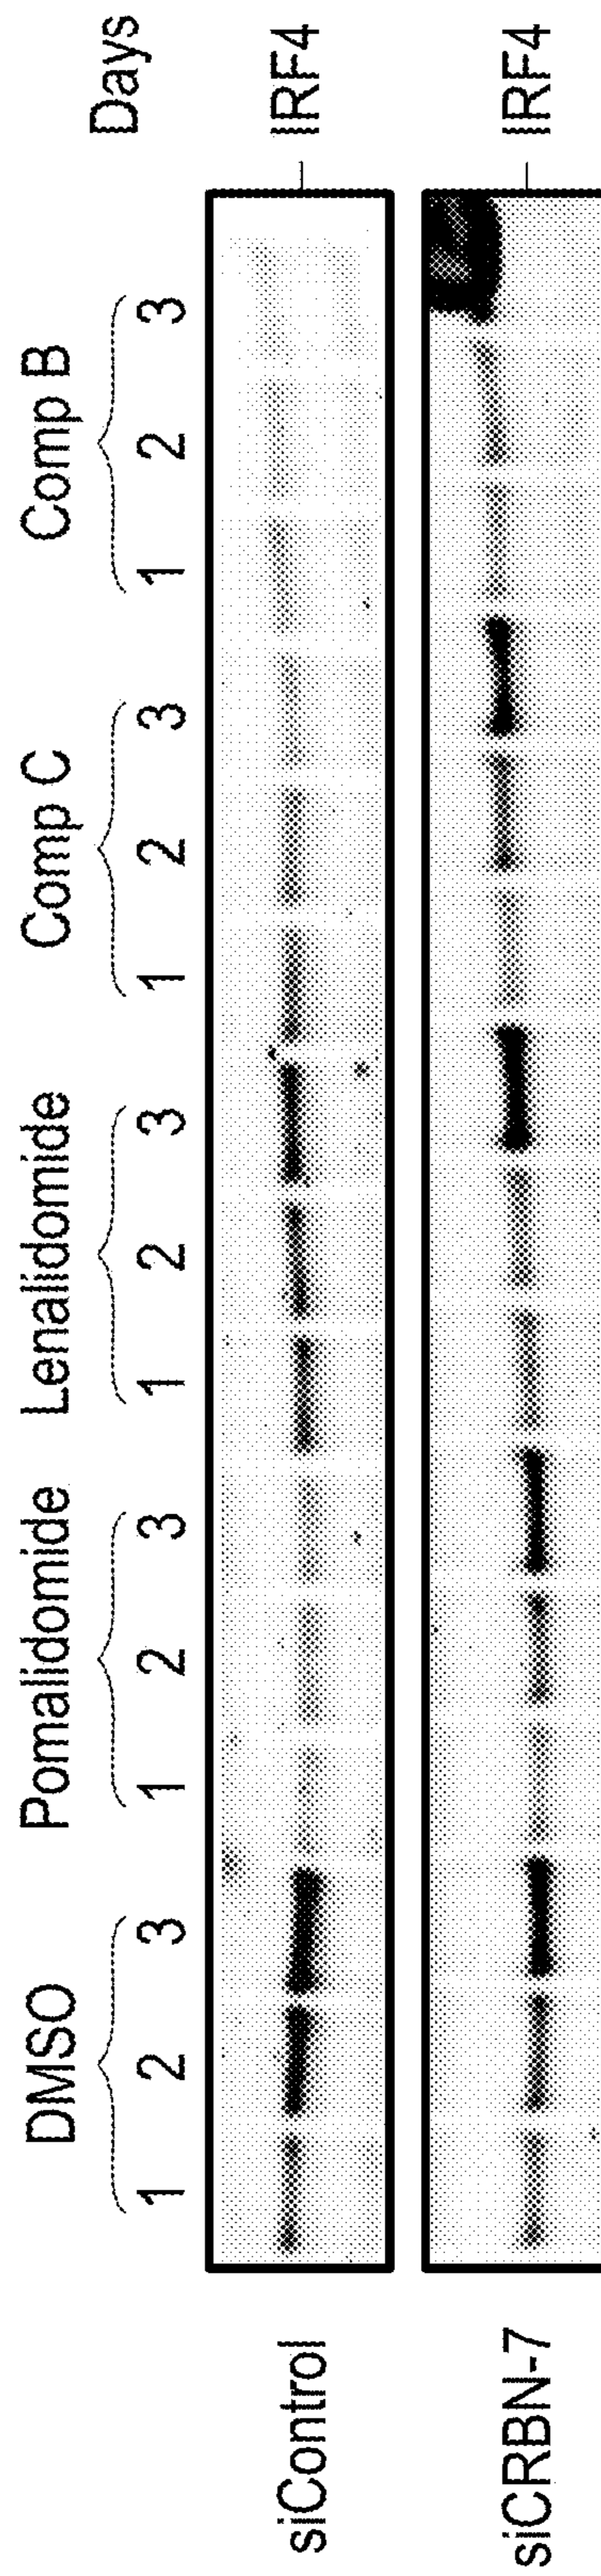 DMSO Pomalidomide Lenalidomide Comp C Comp B
1 2 3 1 2 3 1 2 3 1 2 3 1 2 3 Days
siControl IRF4
siCRBN-7 IRF4